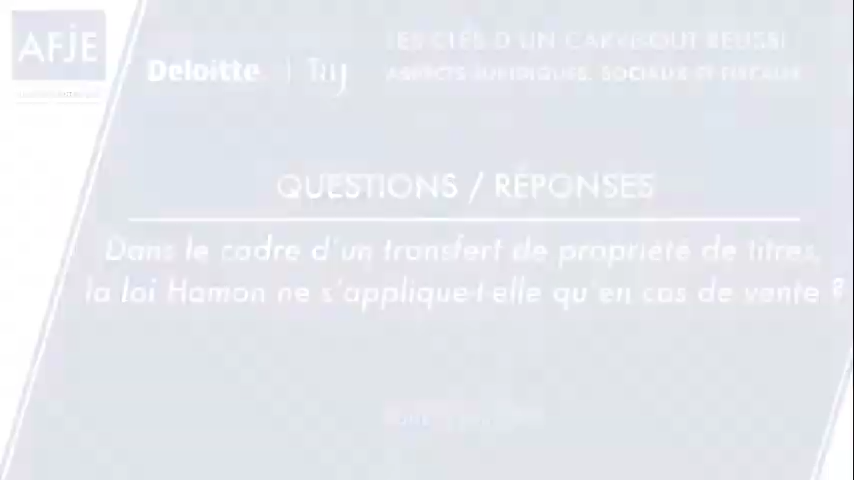 AFJE
Deloitte. | Taj
LES CLÉS D'UN CARVE-OUT RÉUSSI :
ASPECTS JURIDIQUES, SOCIAUX ET FISCAUX
QUESTIONS / RÉPONSES
Dans le cadre d'un transfert de propriété de titres,
la loi Hamon ne s'applique-t-elle qu'en cas de vente ?